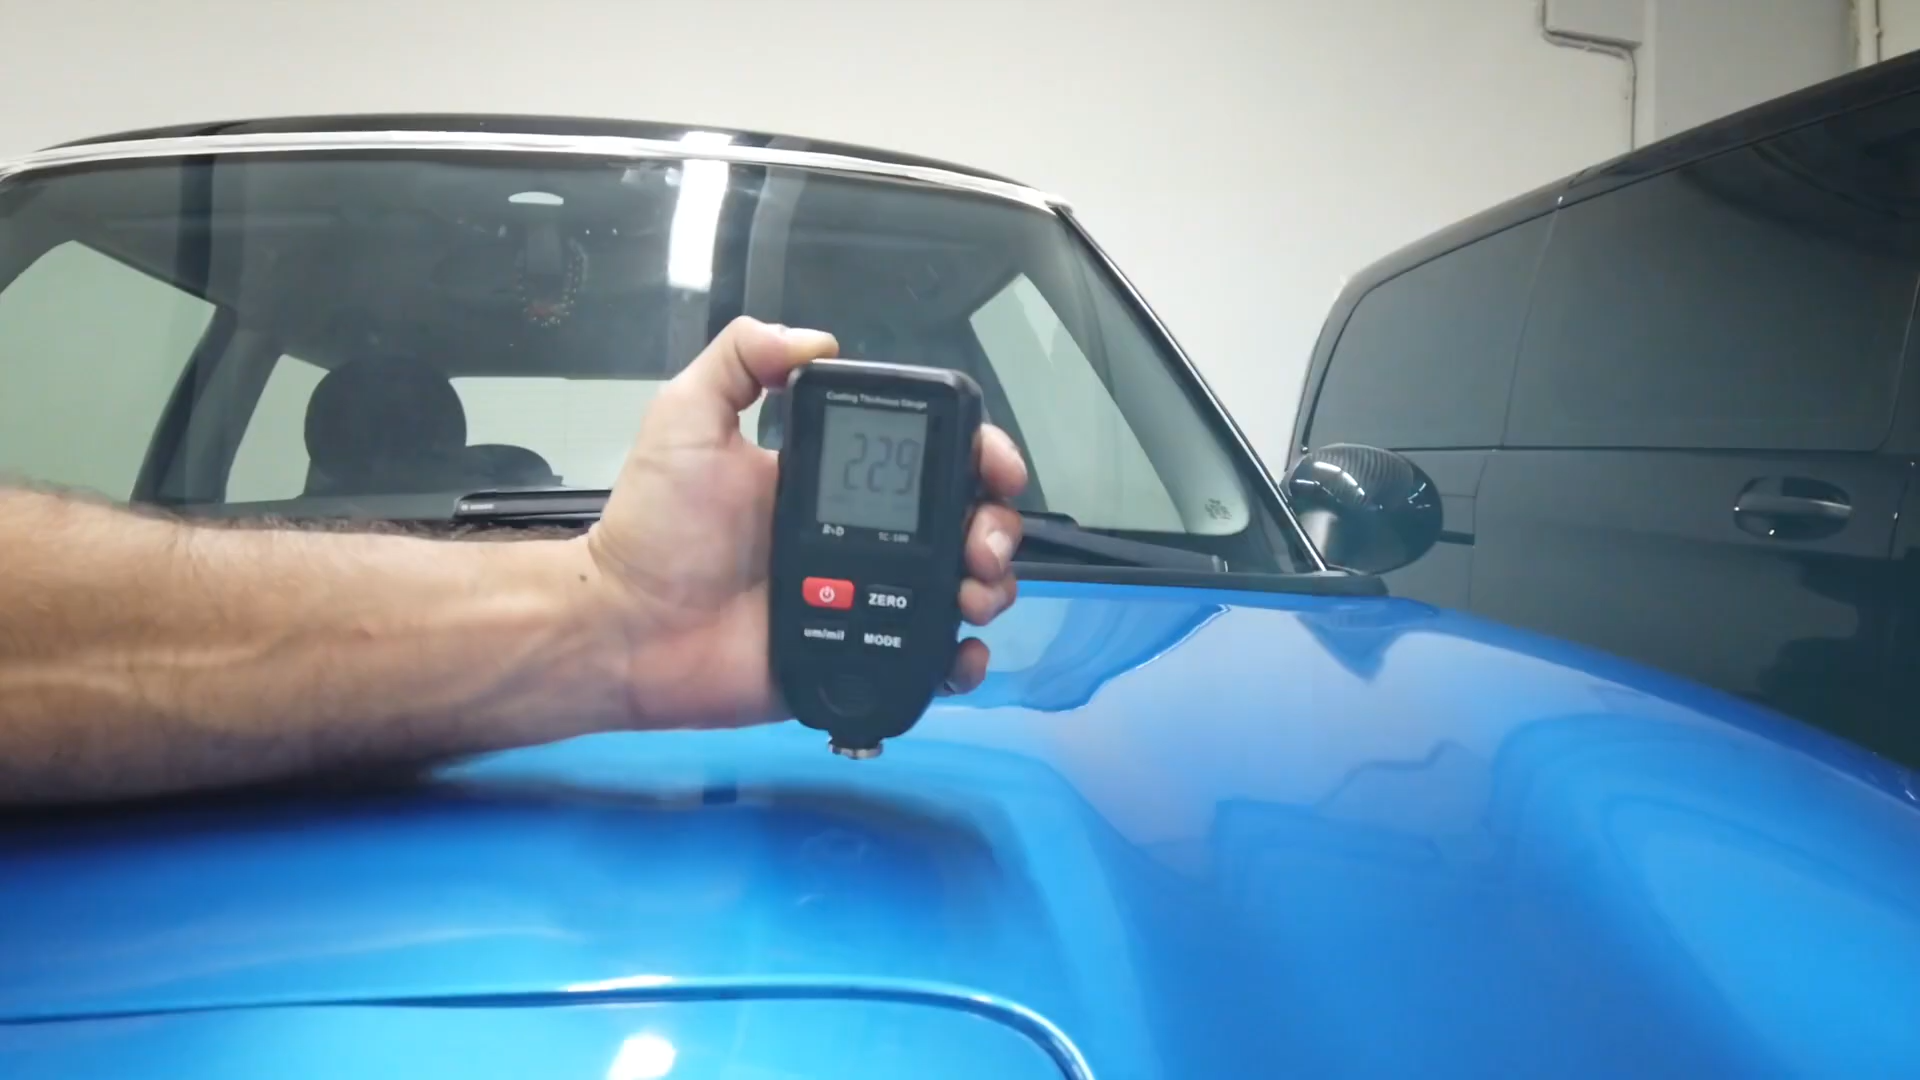 Coating Thickness Gauge
229
R&D TC-100
ZERO
um/mil MODE